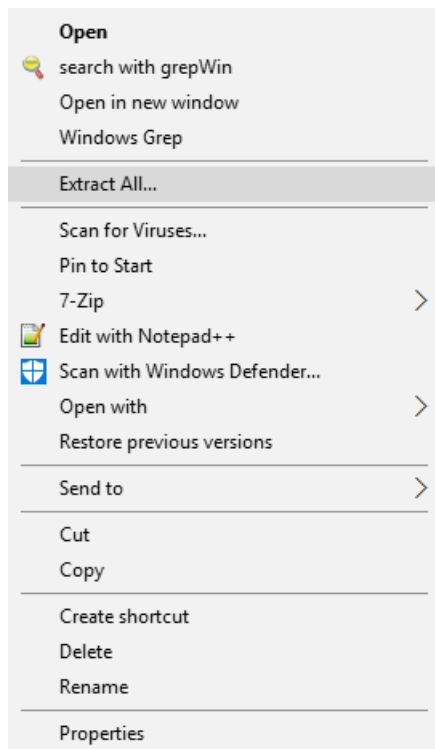 Open
search with grepWin
Open in new window
Windows Grep
Extract All...
Scan for Viruses...
Pin to Start
7-Zip
Edit with Notepad++
Scan with Windows Defender...
Open with
Restore previous versions
Send to
Cut
Copy
Create shortcut
Delete
Rename
Properties